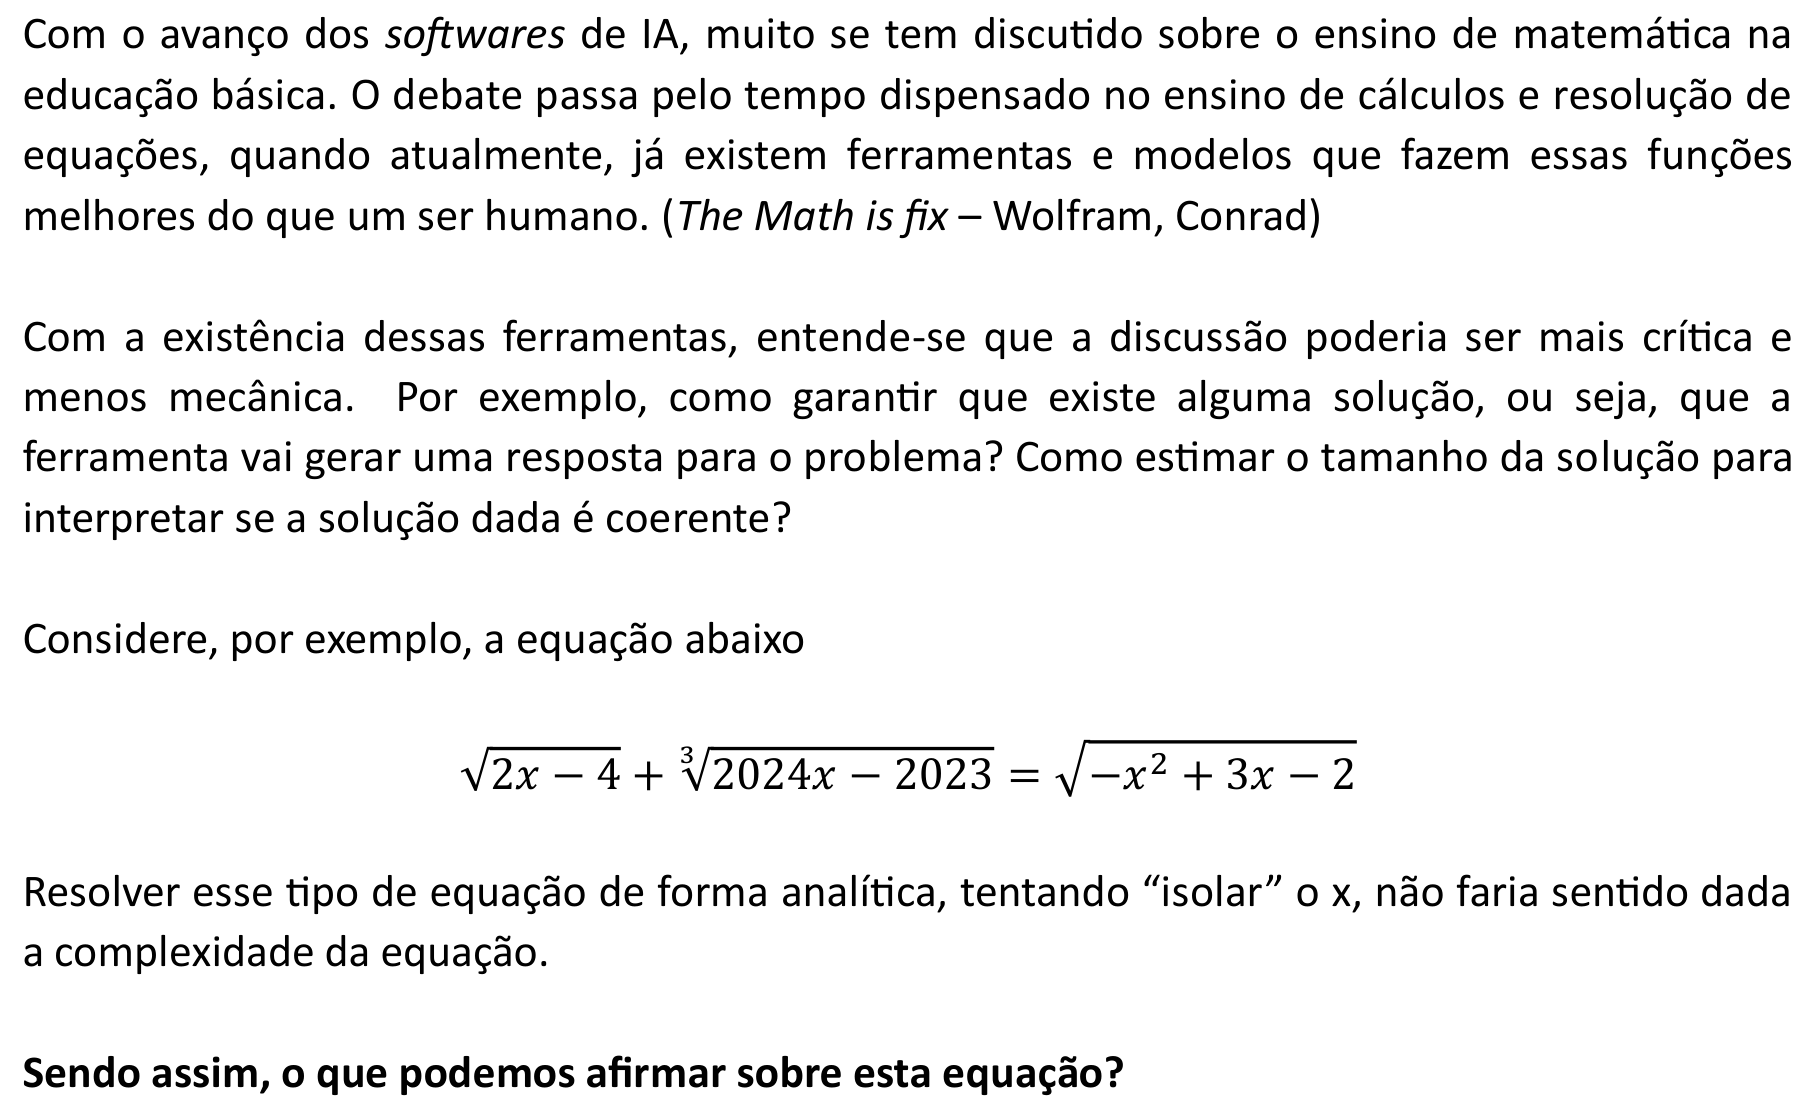 Com o avanço dos softwares de IA, muito se tem discutido sobre o ensino de matemática na
educação básica. O debate passa pelo tempo dispensado no ensino de cálculos e resolução de
equações, quando atualmente, já existem ferramentas e modelos que fazem essas funções
melhores do que um ser humano. (The Math is fix – Wolfram, Conrad)
Com a existência dessas ferramentas, entende-se que a discussão poderia ser mais crítica e
menos mecânica. Por exemplo, como garantir que existe alguma solução, ou seja, que a
ferramenta vai gerar uma resposta para o problema? Como estimar o tamanho da solução para
interpretar se a solução dada é coerente?
Considere, por exemplo, a equação abaixo
√(2x − 4) + ∛(2024x − 2023) = √(−x² + 3x − 2)
Resolver esse tipo de equação de forma analítica, tentando “isolar” o x, não faria sentido dada
a complexidade da equação.
Sendo assim, o que podemos afirmar sobre esta equação?